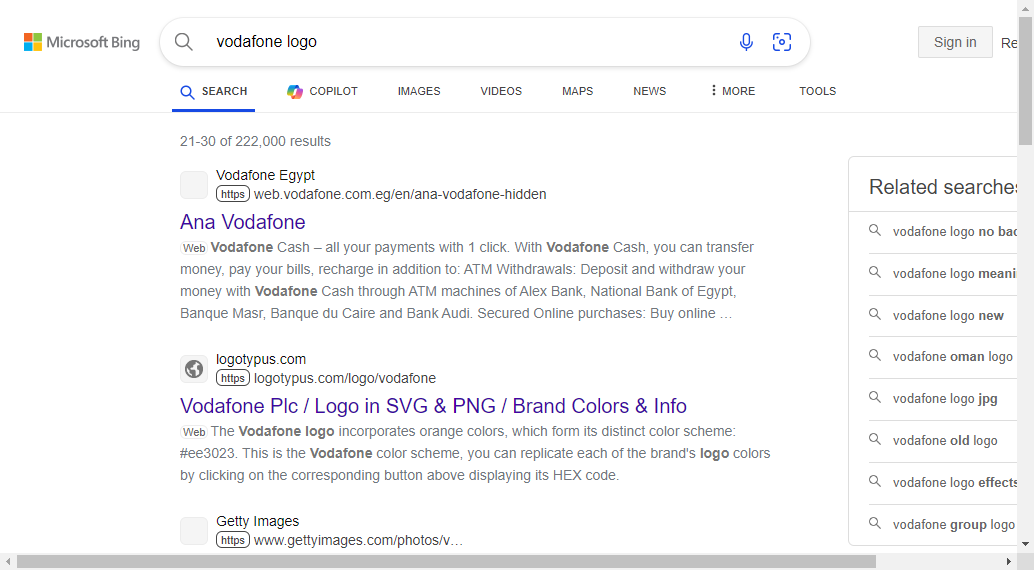 Microsoft Bing
vodafone logo
Sign in
Re
SEARCH
COPILOT
IMAGES
VIDEOS
MAPS
NEWS
MORE
TOOLS
21-30 of 222,000 results
Vodafone Egypt
https web.vodafone.com.eg/en/ana-vodafone-hidden
Ana Vodafone
Web Vodafone Cash – all your payments with 1 click. With Vodafone Cash, you can transfer
money, pay your bills, recharge in addition to: ATM Withdrawals: Deposit and withdraw your
money with Vodafone Cash through ATM machines of Alex Bank, National Bank of Egypt,
Banque Masr, Banque du Caire and Bank Audi. Secured Online purchases: Buy online …
logotypus.com
https logotypus.com/logo/vodafone
Vodafone Plc / Logo in SVG & PNG / Brand Colors & Info
Web The Vodafone logo incorporates orange colors, which form its distinct color scheme:
#ee3023. This is the Vodafone color scheme, you can replicate each of the brand's logo colors
by clicking on the corresponding button above displaying its HEX code.
Getty Images
https www.gettyimages.com/photos/v…
Related searches
vodafone logo no bac
vodafone logo meani
vodafone logo new
vodafone oman logo
vodafone logo jpg
vodafone old logo
vodafone logo effects
vodafone group logo